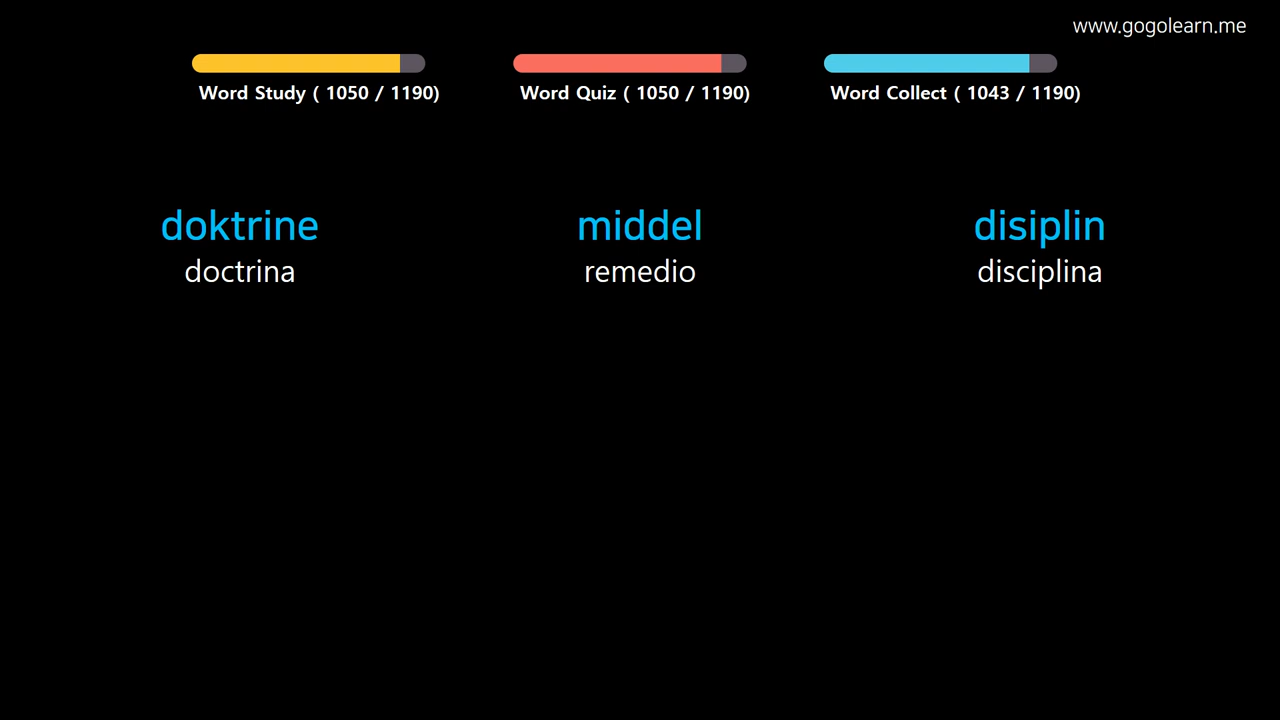 www.gogolearn.me
Word Study ( 1050 / 1190)
Word Quiz ( 1050 / 1190)
Word Collect ( 1043 / 1190)
doktrine
doctrina
middel
remedio
disiplin
disciplina